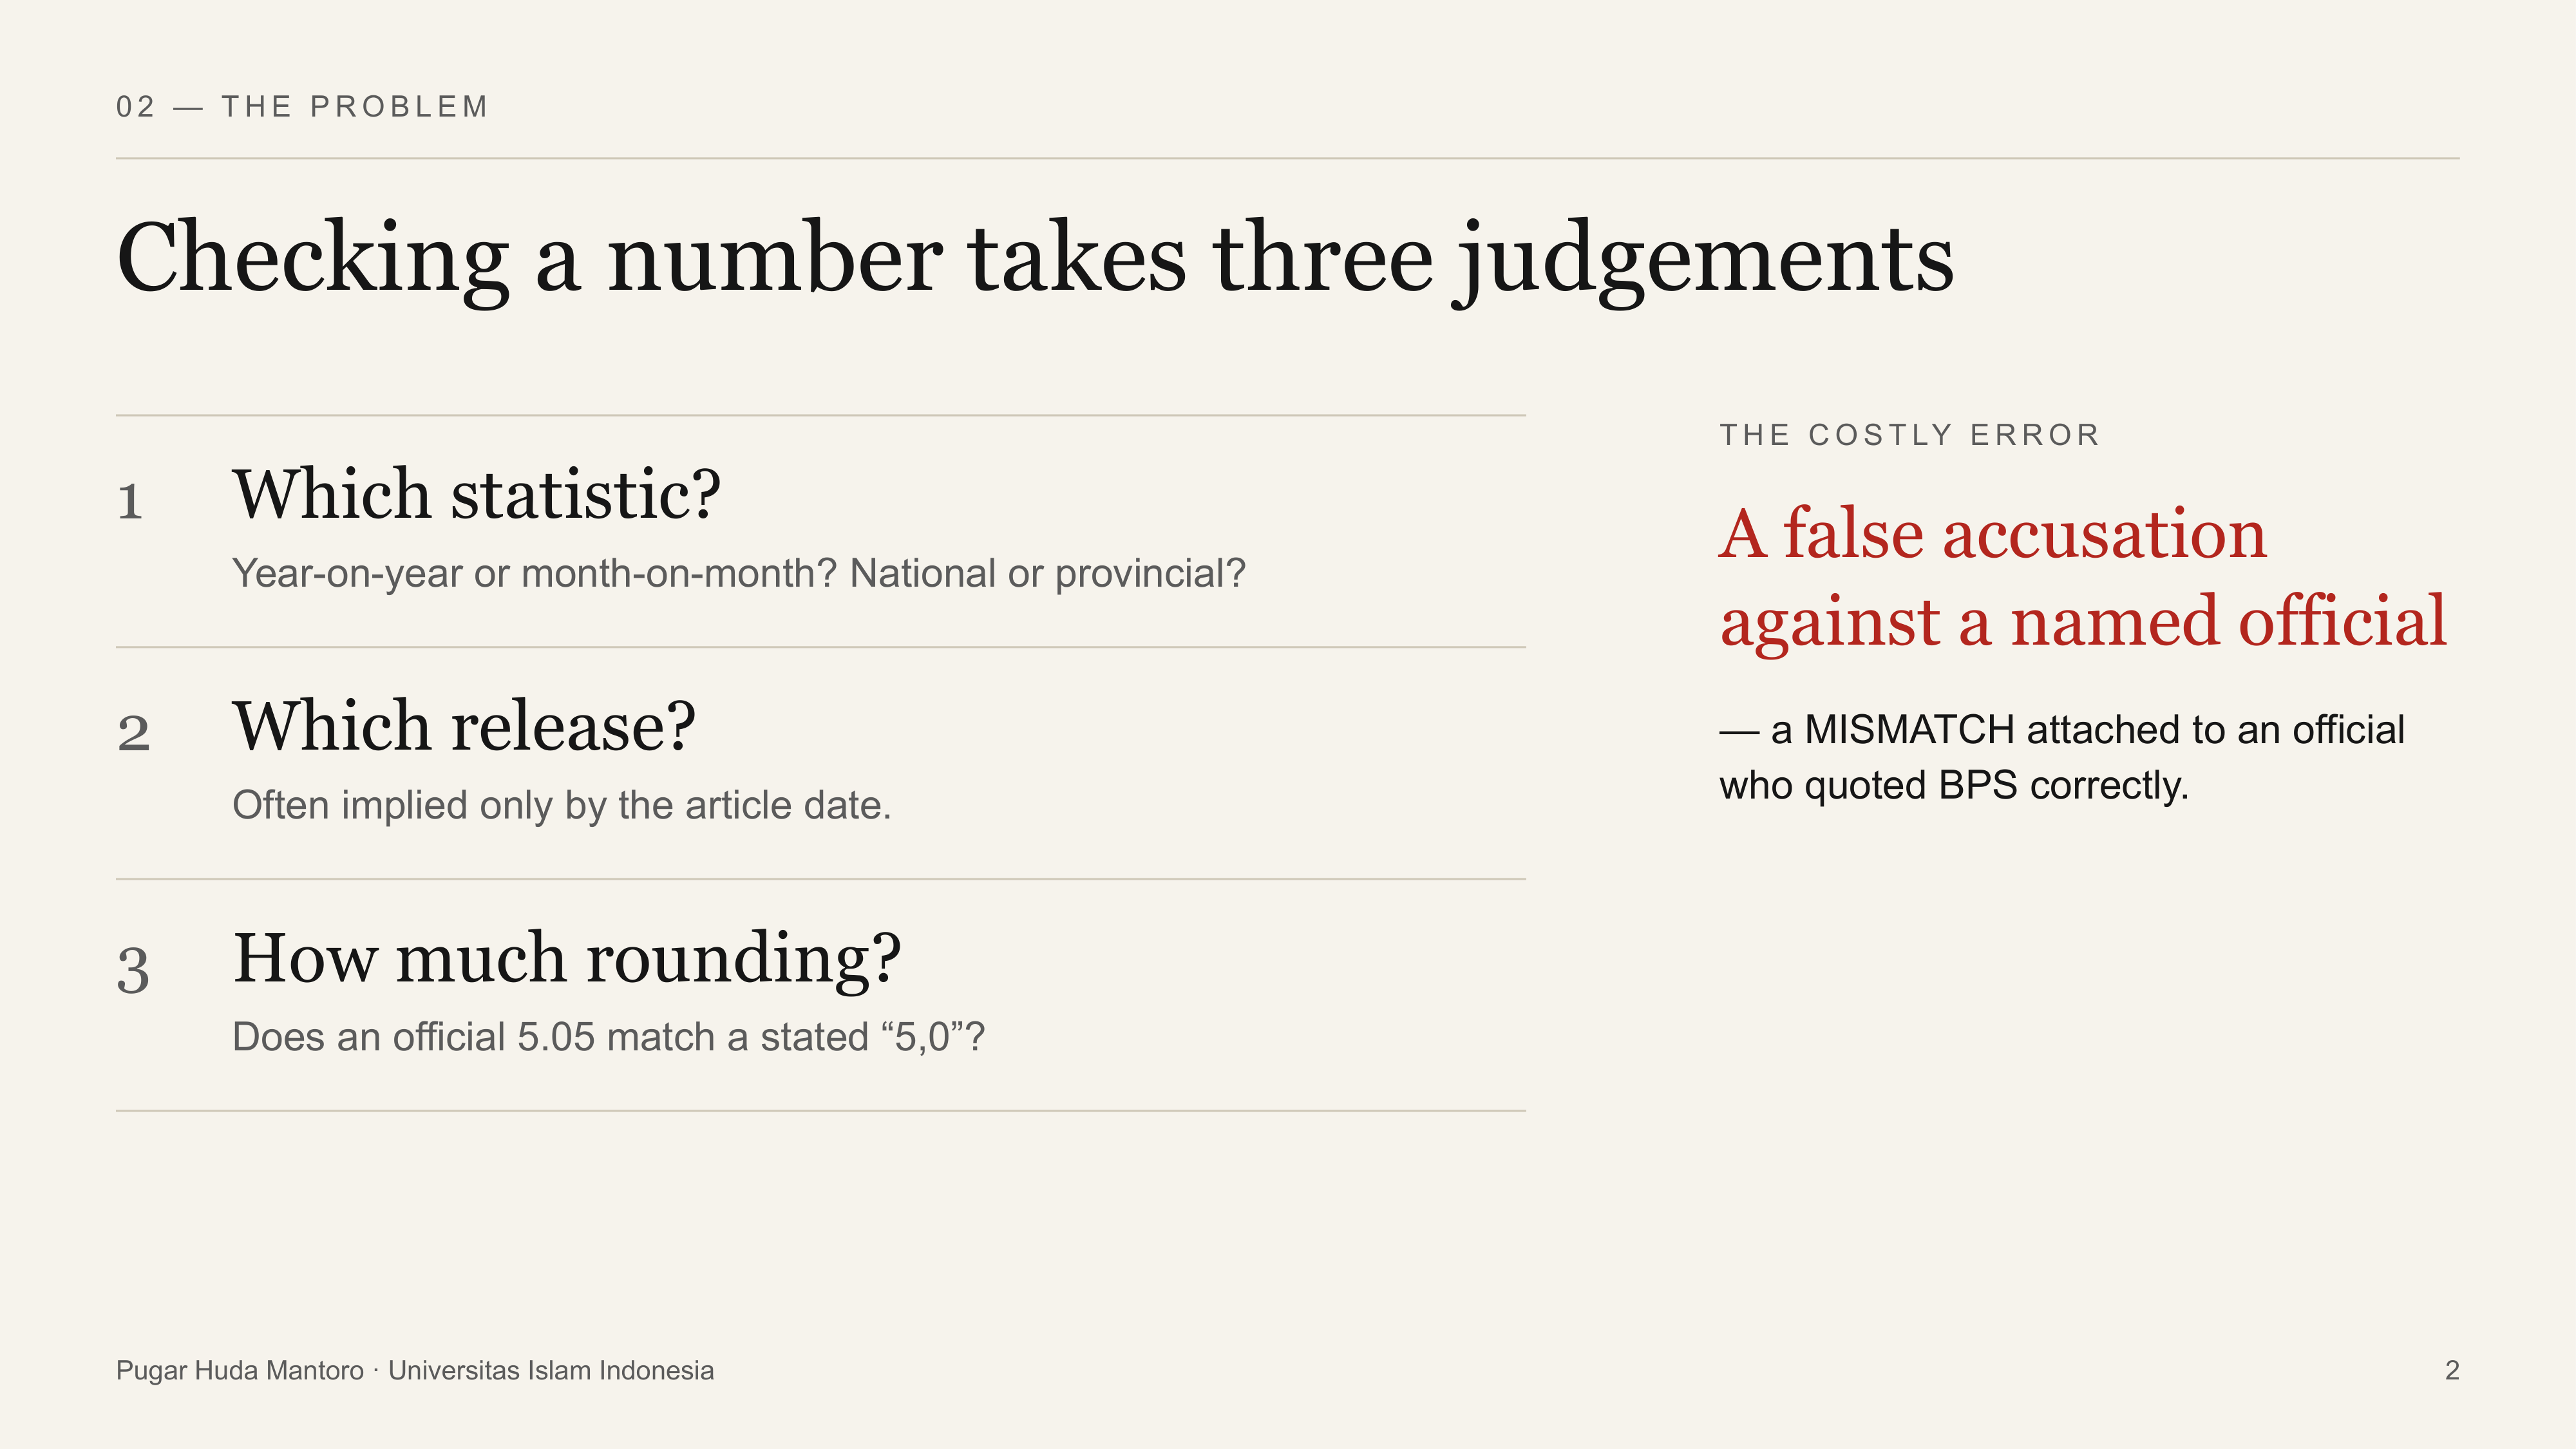 02 — THE PROBLEM
Checking a number takes three judgements
1 Which statistic?
Year-on-year or month-on-month? National or provincial?
2 Which release?
Often implied only by the article date.
3 How much rounding?
Does an official 5.05 match a stated “5,0”?
THE COSTLY ERROR
A false accusation
against a named official
— a MISMATCH attached to an official
who quoted BPS correctly.
Pugar Huda Mantoro · Universitas Islam Indonesia
2